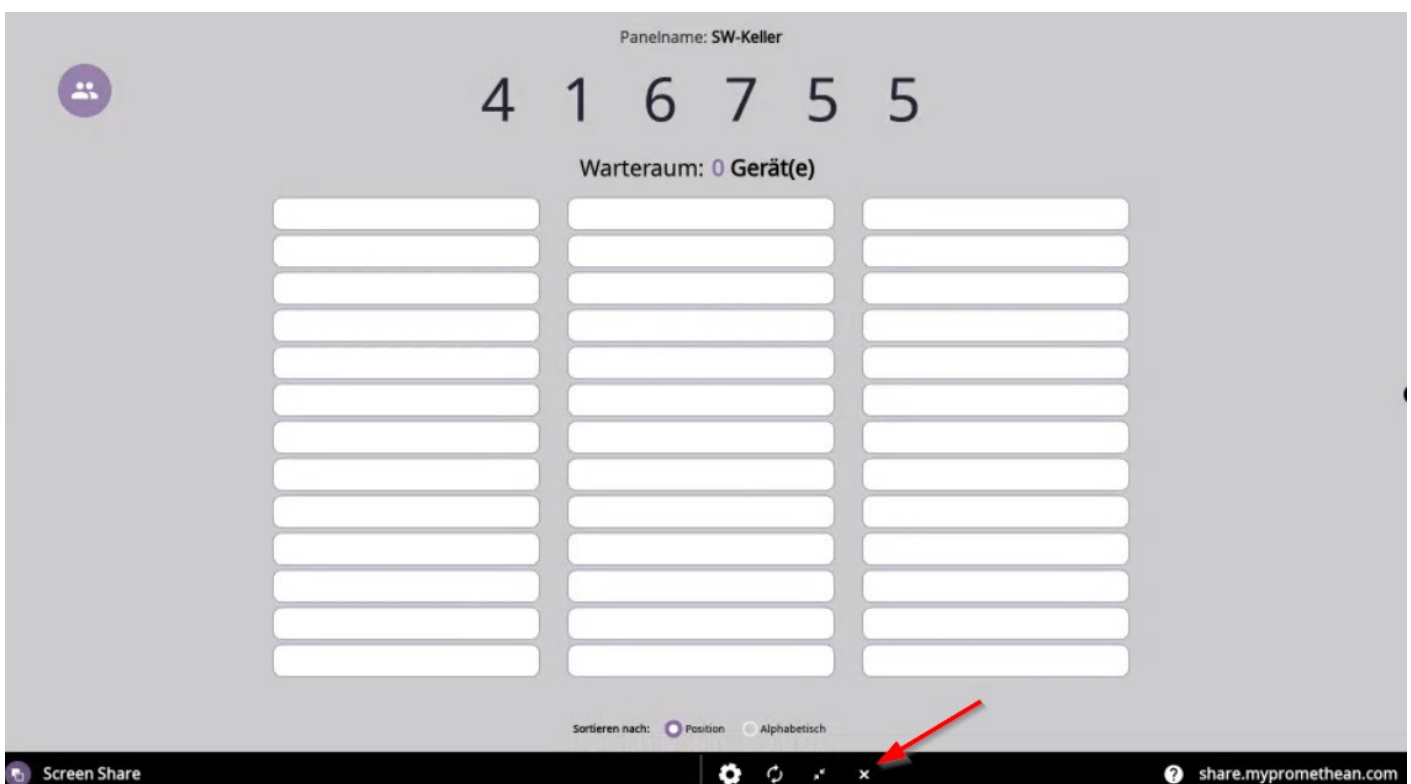 Panelname: SW-Keller
4 1 6 7 5 5
Warteraum: 0 Gerät(e)
Sortieren nach: Position Alphabetisch
Screen Share
share.mypromethean.com